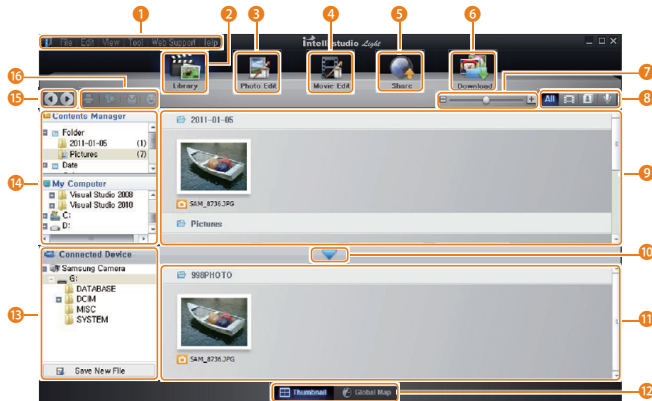 1 2 3 4 5 6
File Edit View Tool Web Support Help
Intelli studio Light
16
7
Library Photo Edit Movie Edit Share Download
15
All
8
Contents Manager
Folder
2011-01-05 (1)
Pictures (7)
Date
14
My Computer
Visual Studio 2008
Visual Studio 2010
C:
D:
2011-01-05
SAM_8736.JPG
Pictures
9
10
Connected Device
Samsung Camera
G:
DATABASE
DCIM
MISC
SYSTEM
13
Save New File
998PHOTO
SAM_8736.JPG
11
Thumbnail Global Map
12